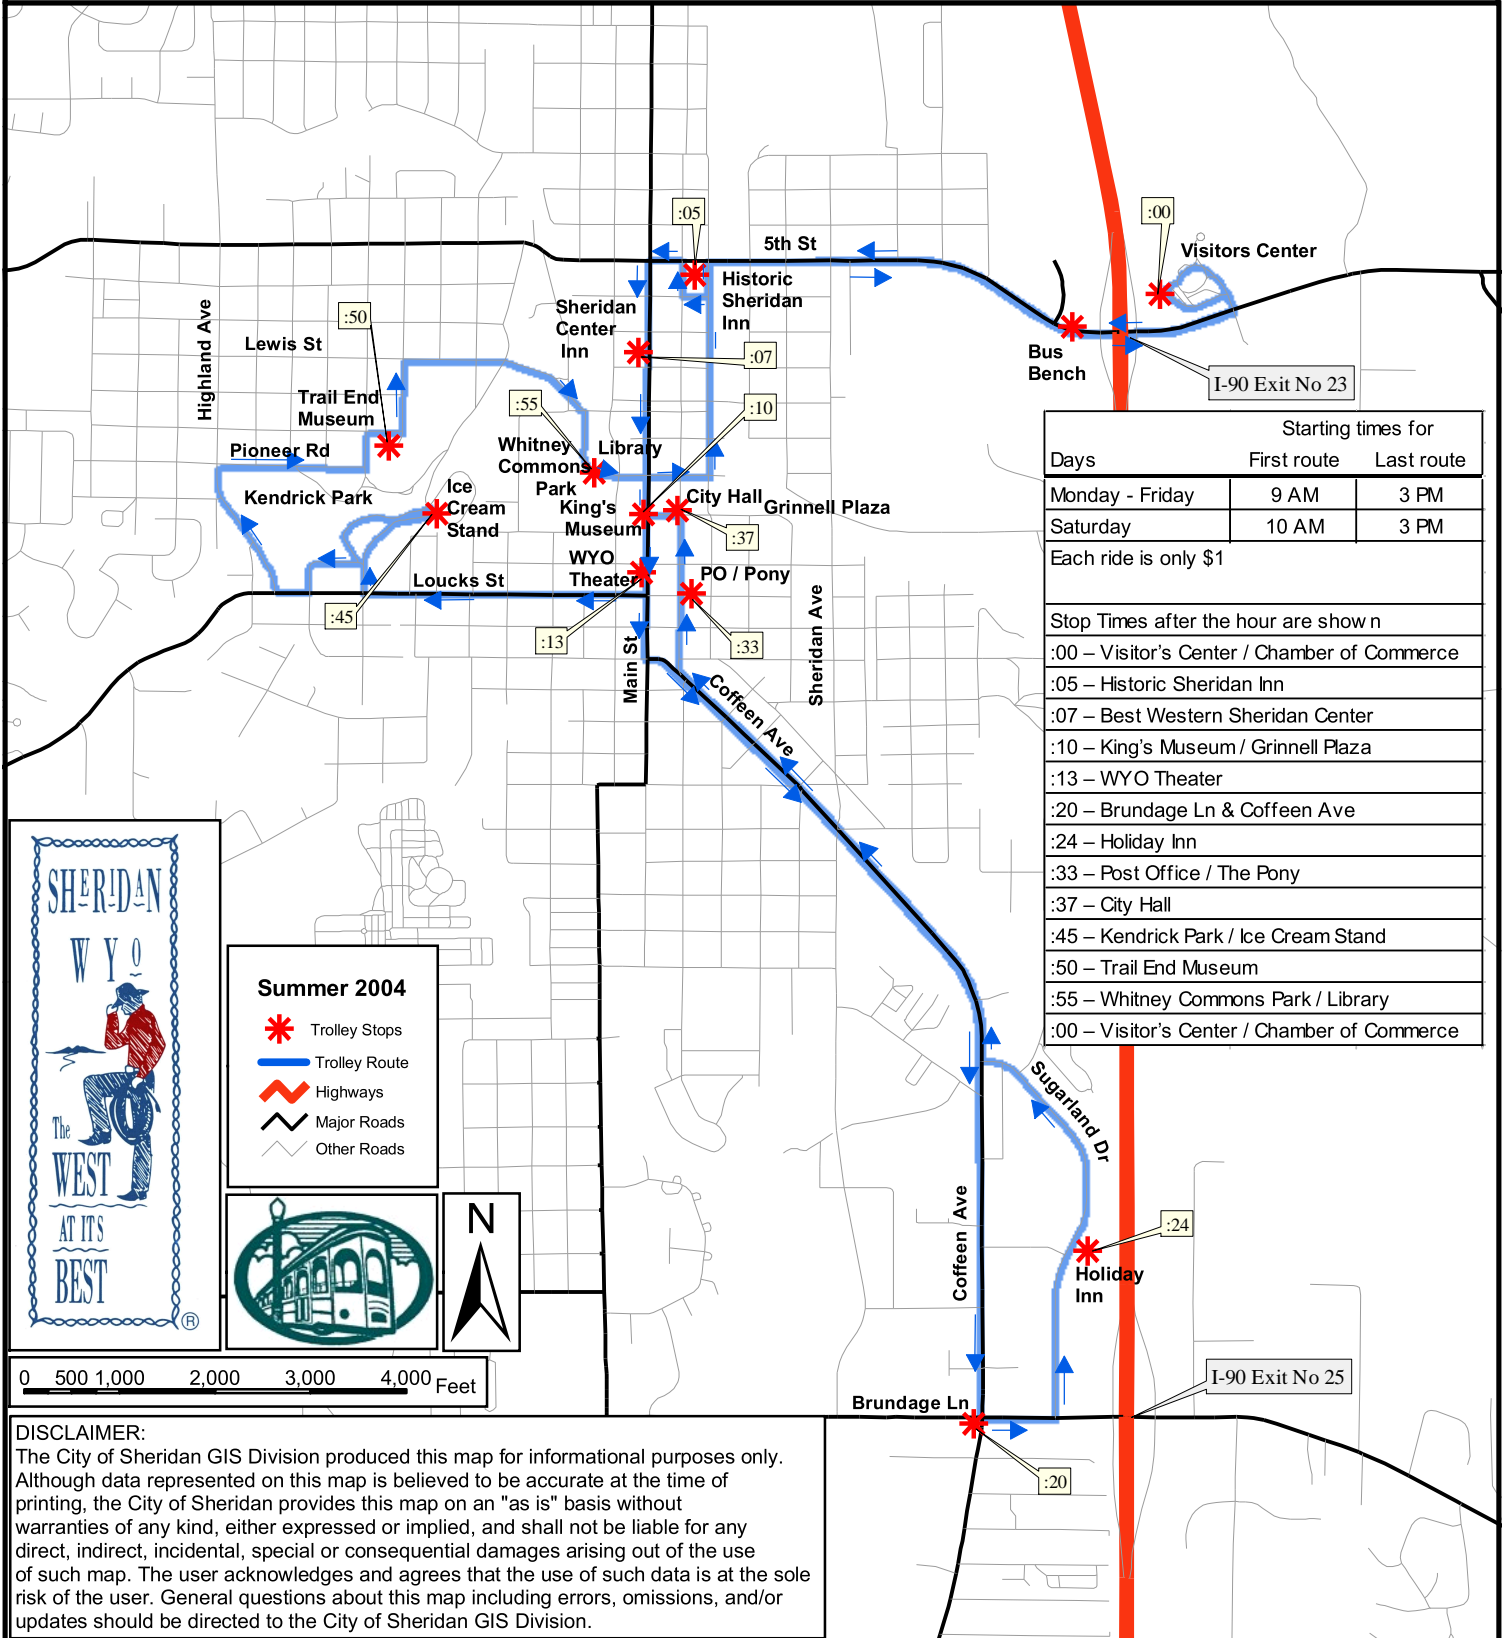 :05
:00
Visitors Center
5th St
Historic
Sheridan
Inn
Sheridan
Center
Inn
:50
Highland Ave
Lewis St
:07
Bus
Bench
I-90 Exit No 23
Trail End
Museum
:55
:10
Whitney
Commons
Park
Library
Pioneer Rd
Kendrick Park
Ice
Cream
Stand
King's
Museum
City Hall
Grinnell Plaza
:37
WYO
Theater
PO / Pony
Loucks St
:45
:13
:33
Main St
Sheridan Ave
Coffeen Ave
Starting times for
Days First route Last route
Monday - Friday 9 AM 3 PM
Saturday 10 AM 3 PM
Each ride is only $1
Stop Times after the hour are shown
:00 – Visitor's Center / Chamber of Commerce
:05 – Historic Sheridan Inn
:07 – Best Western Sheridan Center
:10 – King's Museum / Grinnell Plaza
:13 – WYO Theater
:20 – Brundage Ln & Coffeen Ave
:24 – Holiday Inn
:33 – Post Office / The Pony
:37 – City Hall
:45 – Kendrick Park / Ice Cream Stand
:50 – Trail End Museum
:55 – Whitney Commons Park / Library
:00 – Visitor's Center / Chamber of Commerce
SHERIDAN
WYO
The
WEST
AT ITS
BEST
®
Summer 2004
Trolley Stops
Trolley Route
Highways
Major Roads
Other Roads
N
Sugarland Dr
Coffeen Ave
:24
Holiday
Inn
I-90 Exit No 25
Brundage Ln
:20
0 500 1,000 2,000 3,000 4,000
Feet
DISCLAIMER:
The City of Sheridan GIS Division produced this map for informational purposes only.
Although data represented on this map is believed to be accurate at the time of
printing, the City of Sheridan provides this map on an "as is" basis without
warranties of any kind, either expressed or implied, and shall not be liable for any
direct, indirect, incidental, special or consequential damages arising out of the use
of such map. The user acknowledges and agrees that the use of such data is at the sole
risk of the user. General questions about this map including errors, omissions, and/or
updates should be directed to the City of Sheridan GIS Division.